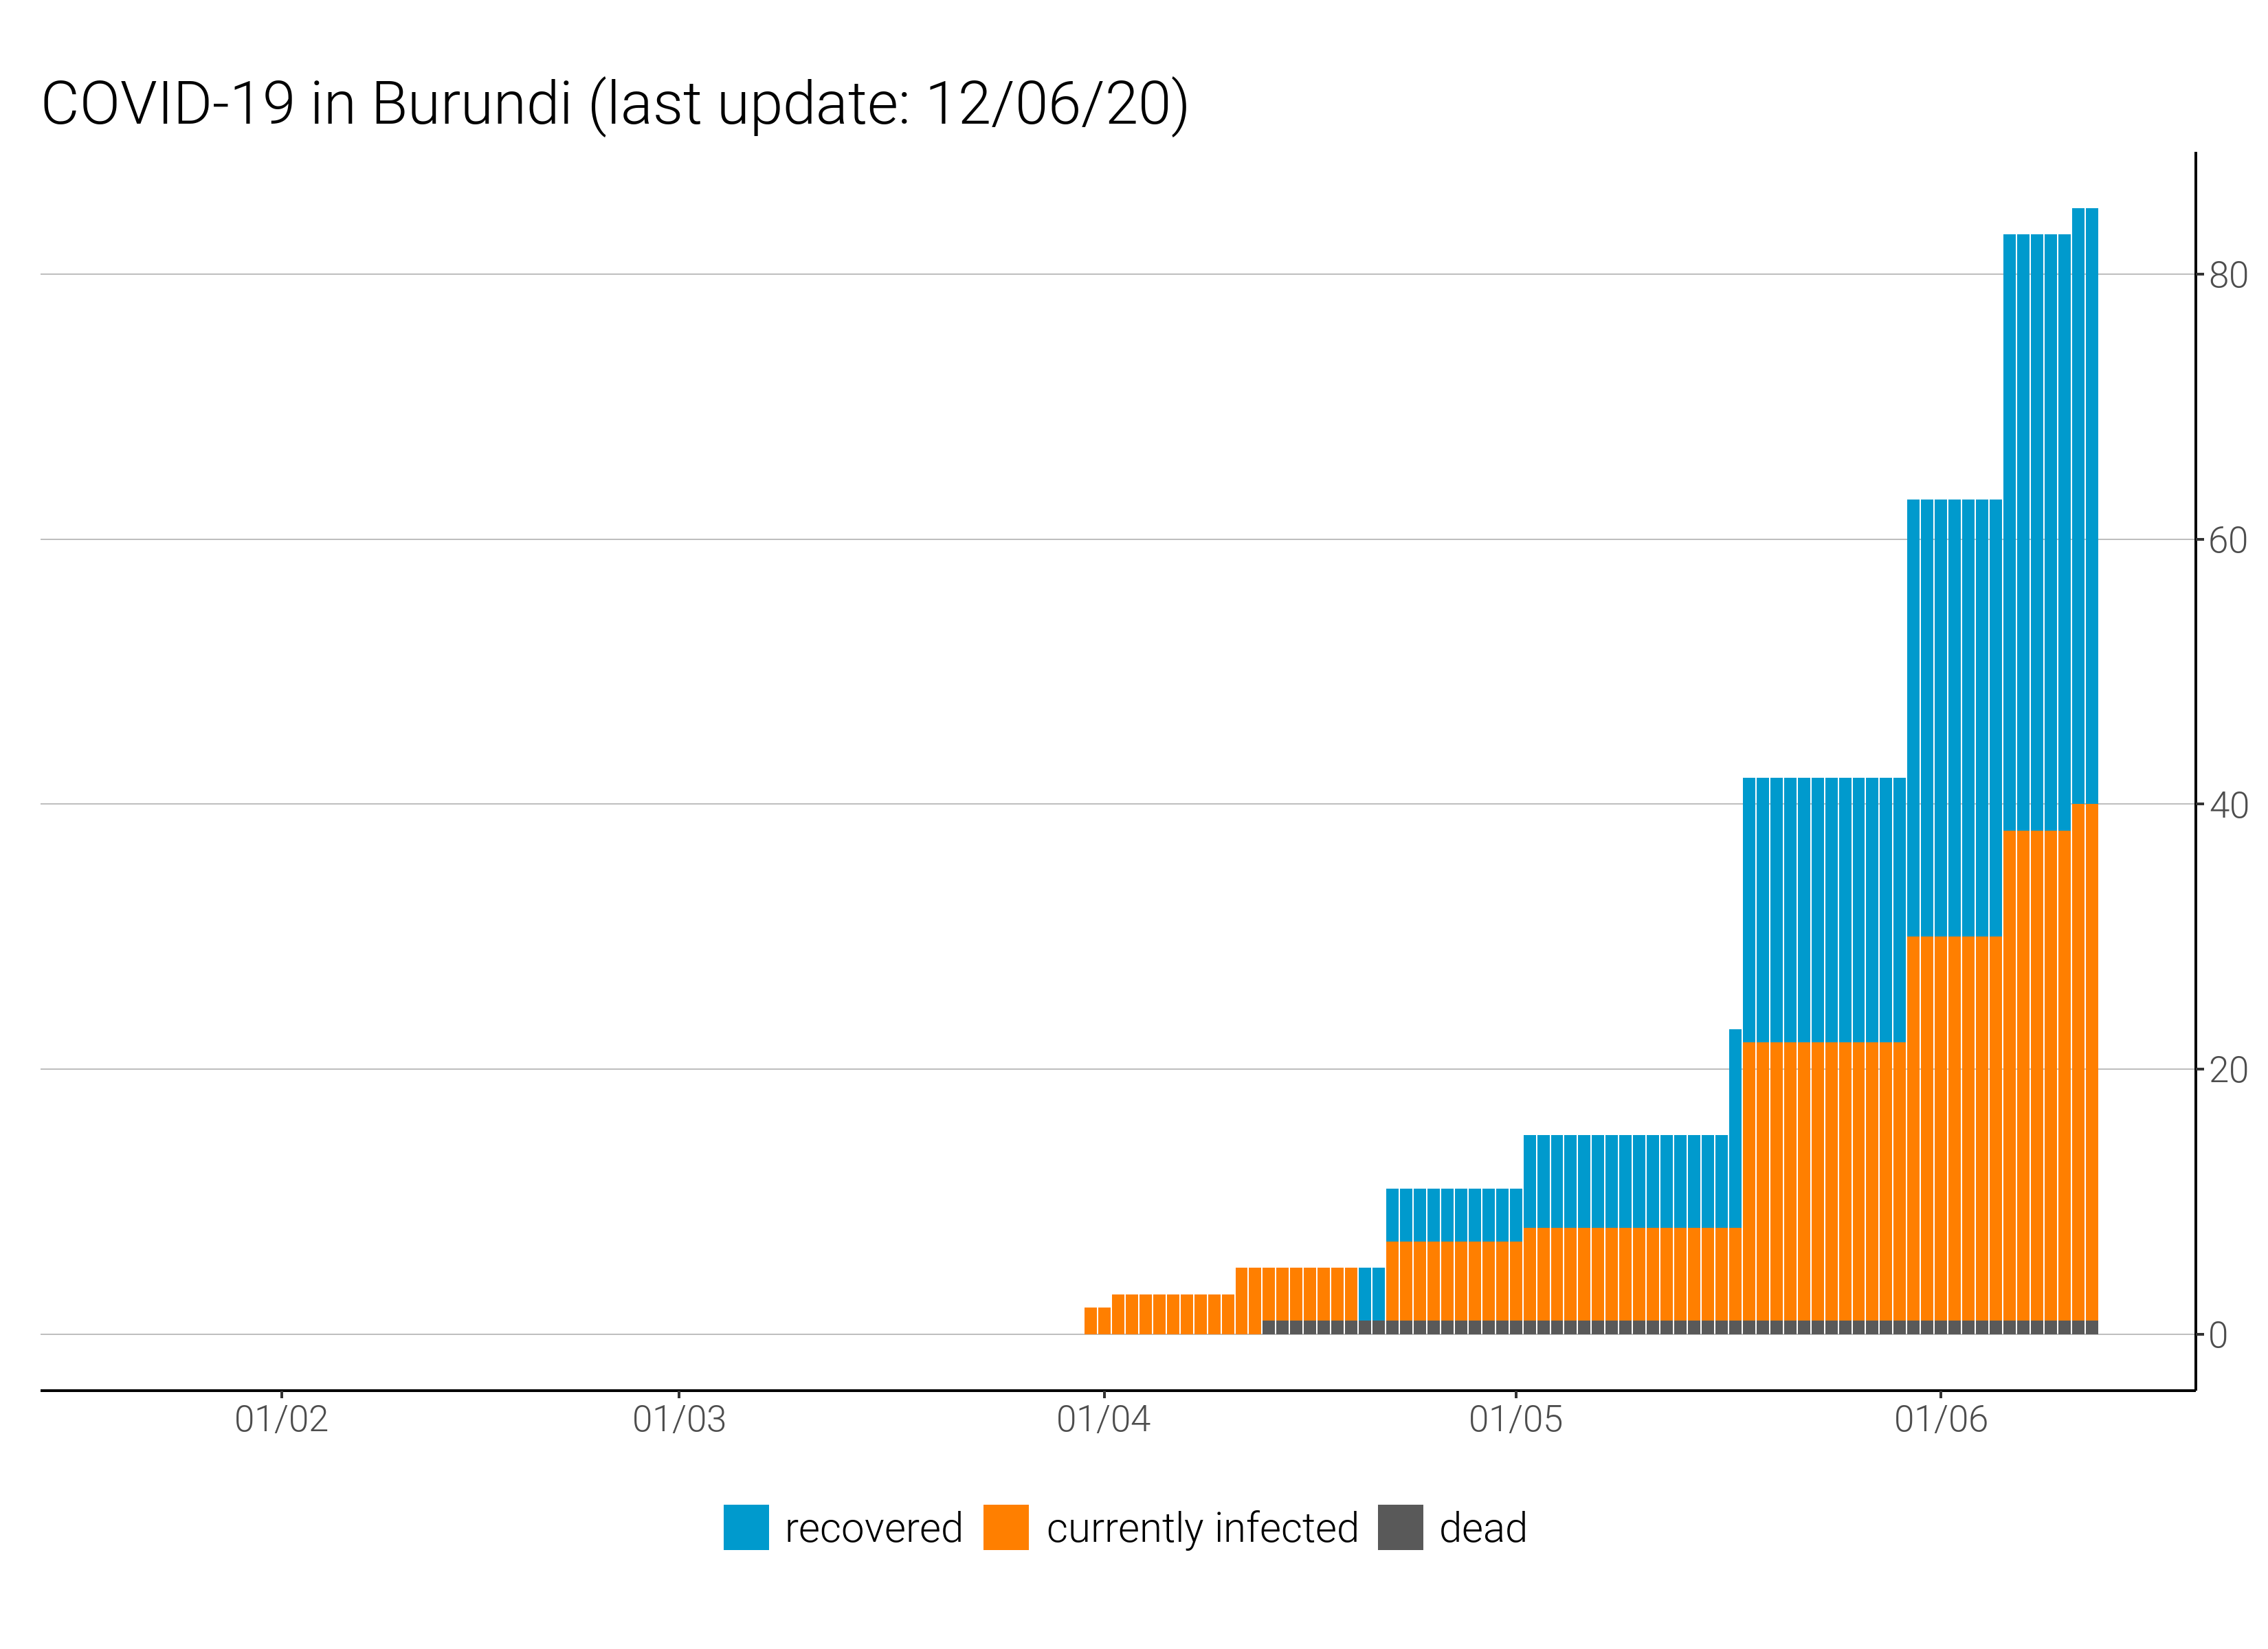 COVID-19 in Burundi (last update: 12/06/20)
80
60
40
20
0
01/02 01/03 01/04 01/05 01/06
recovered currently infected dead